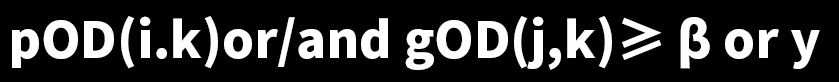 pOD(i.k)or/and gOD(j,k)⩾ β or y